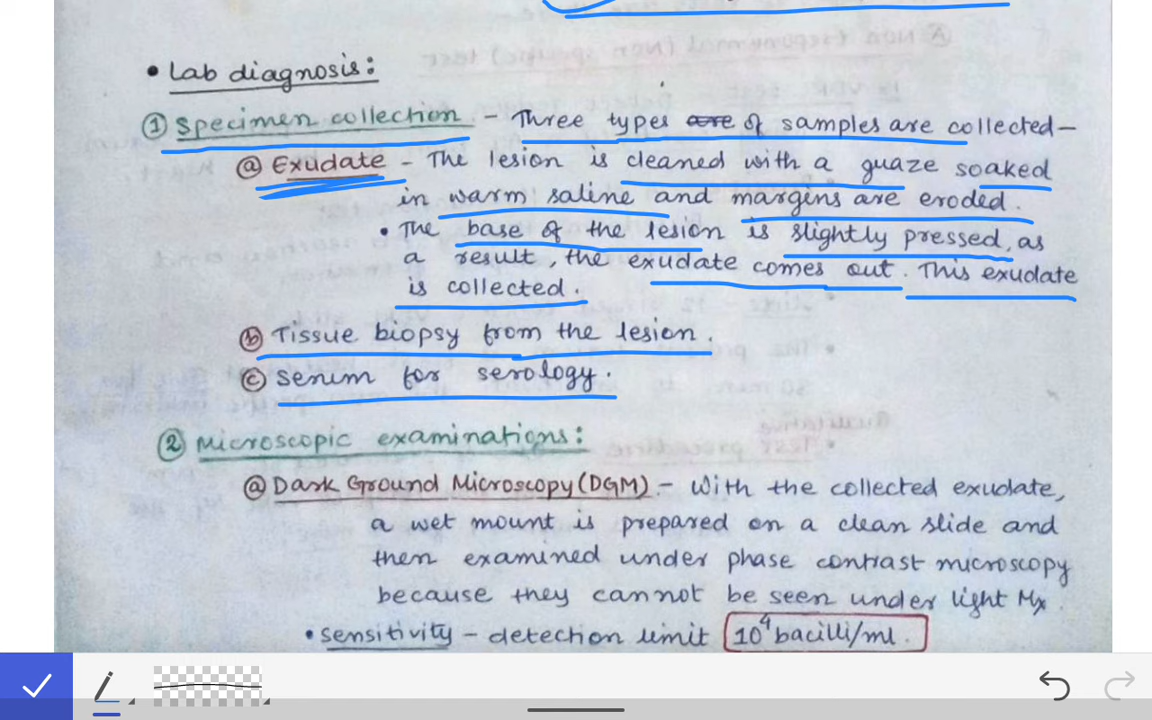 • Lab diagnosis:
① Specimen collection - Three types are of samples are collected-
ⓐ Exudate - The lesion is cleaned with a guaze soaked
in warm saline and margins are eroded.
• The base of the lesion is slightly pressed, as
a result, the exudate comes out. This exudate
is collected.
ⓑ Tissue biopsy from the lesion.
ⓒ Serum for serology.
② Microscopic examinations:
ⓐ Dark Ground Microscopy (DGM) - With the collected exudate,
a wet mount is prepared on a clean slide and
then examined under phase contrast microscopy
because they cannot be seen under light Mx.
• Sensitivity - detection limit 10⁴ bacilli/ml.